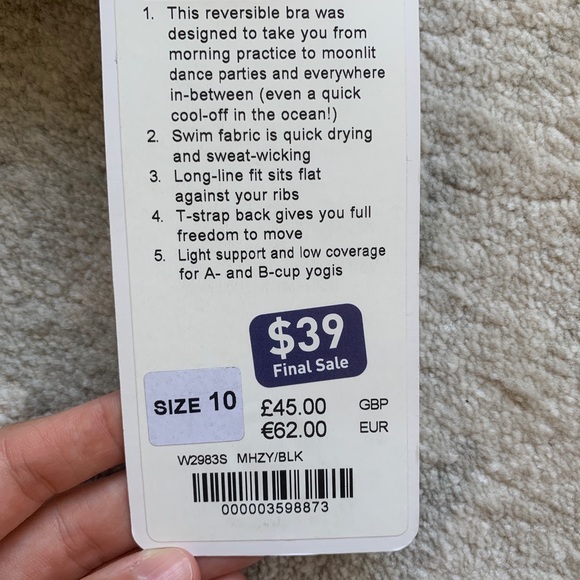 1. This reversible bra was
designed to take you from
morning practice to moonlit
dance parties and everywhere
in-between (even a quick
cool-off in the ocean!)
2. Swim fabric is quick drying
and sweat-wicking
3. Long-line fit sits flat
against your ribs
4. T-strap back gives you full
freedom to move
5. Light support and low coverage
for A- and B-cup yogis
$39
Final Sale
SIZE 10
£45.00 GBP
€62.00 EUR
W2983S MHZY/BLK
000003598873